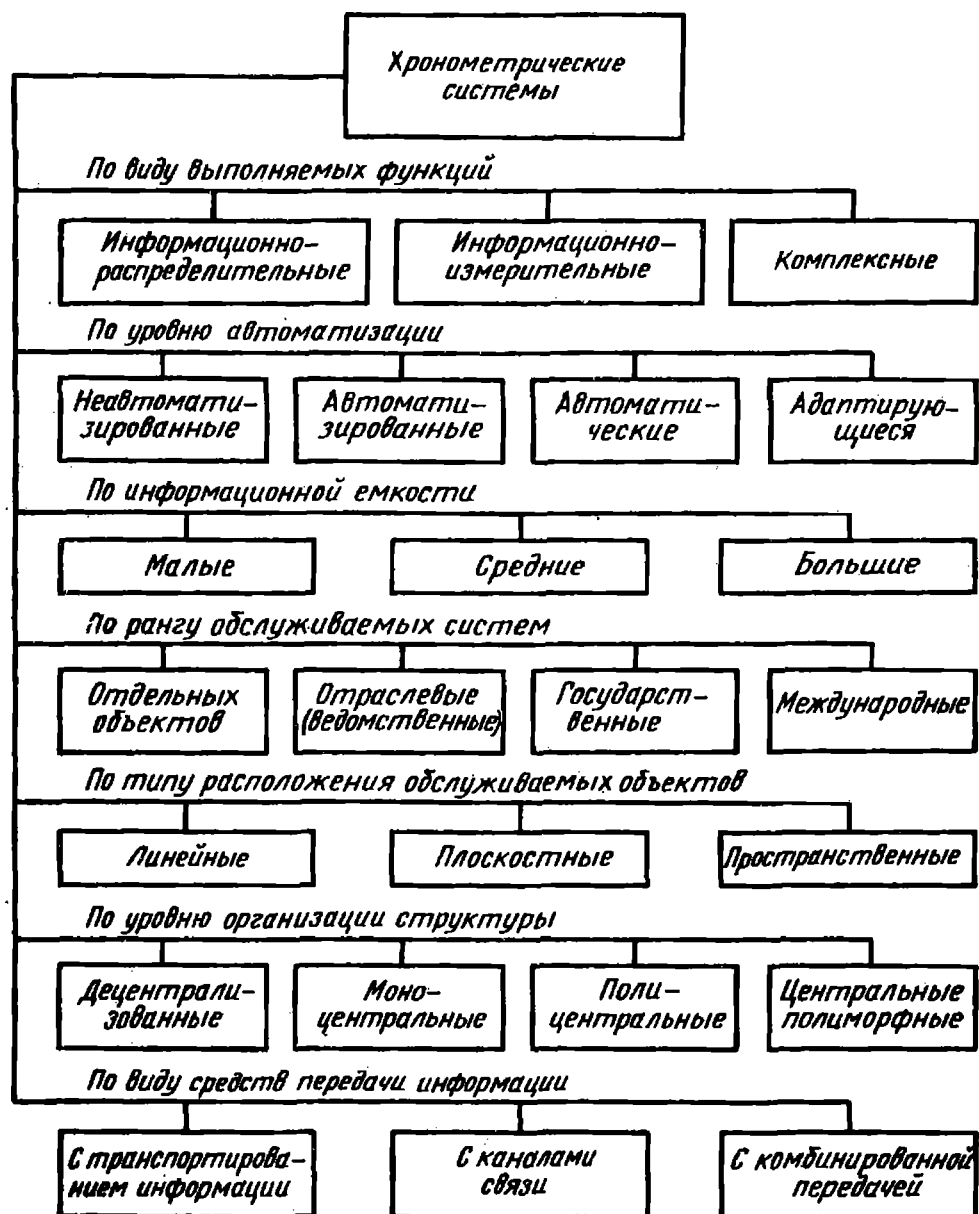 Хронометрические
системы
По виду выполняемых функций
Информационно-
распределительные
Информационно-
измерительные
Комплексные
По уровню автоматизации
Неавтомати-
зированные
Автомати-
зированные
Автомати-
ческие
Адаптирую-
щиеся
По информационной емкости
Малые
Средние
Большие
По рангу обслуживаемых систем
Отдельных
объектов
Отраслевые
(ведомственные)
Государст-
венные
Международные
По типу расположения обслуживаемых объектов
Линейные
Плоскостные
Пространственные
По уровню организации структуры
Децентрали-
зованные
Моно-
центральные
Поли-
центральные
Центральные
полиморфные
По виду средств передачи информации
С транспортирова-
нием информации
С каналами
связи
С комбинированной
передачей